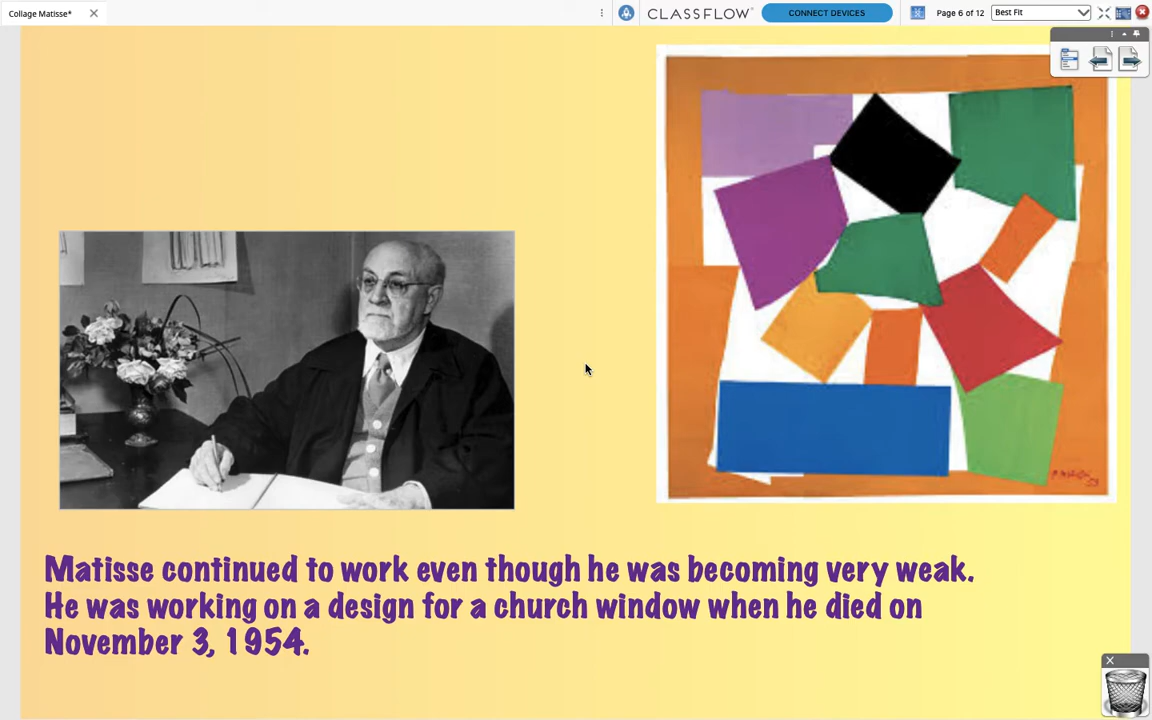 Collage Matisse*
CLASSFLOW
CONNECT DEVICES
Page 6 of 12
Best Fit
Matisse continued to work even though he was becoming very weak.
He was working on a design for a church window when he died on
November 3, 1954.